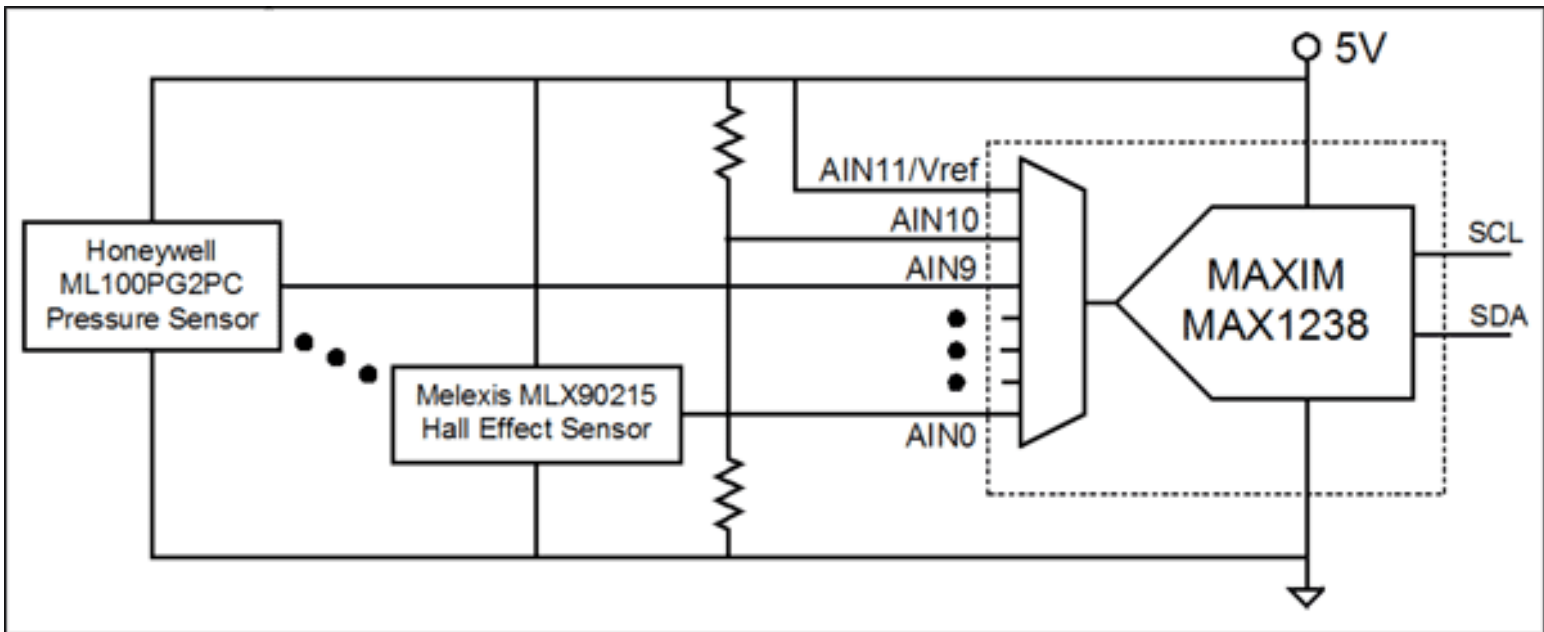 5V
AIN11/Vref
AIN10
AIN9
AIN0
Honeywell
ML100PG2PC
Pressure Sensor
Melexis MLX90215
Hall Effect Sensor
MAXIM
MAX1238
SCL
SDA